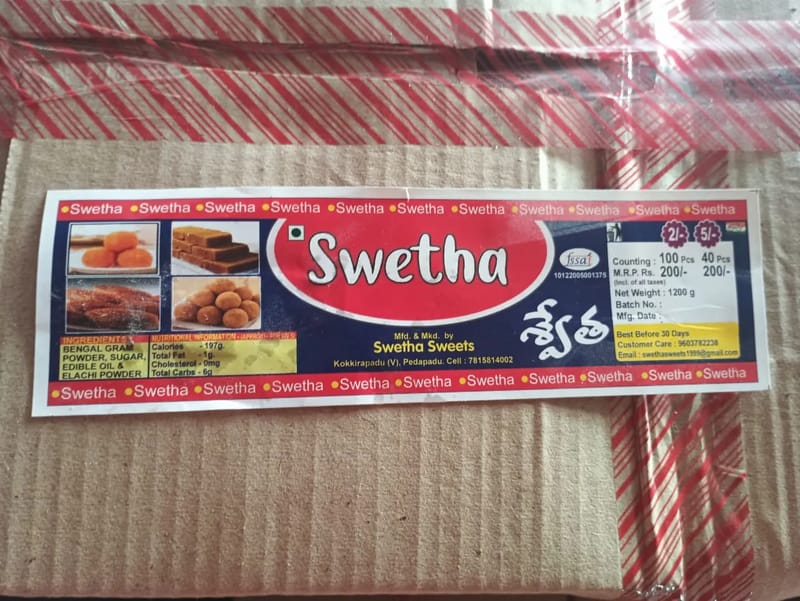 Swetha Swetha Swetha Swetha Swetha Swetha Swetha Swetha Swetha Swetha Swetha
Swetha
Mfd. & Mkd. by
Swetha Sweets
Kokkirapadu (V), Pedapadu. Cell : 7815814002
INGREDIENTS
BENGAL GRAM
POWDER, SUGAR,
EDIBLE OIL &
ELACHI POWDER
NUTRITIONAL INFORMATION
Calories - 197g.
Total Fat - 1g.
Cholesterol - 0mg
Total Carbs - 6g
fssai
10122005001375
శ్వేత
2/- 5/-
Counting : 100 Pcs 40 Pcs
M.R.P. Rs. 200/- 200/-
(Incl. of all taxes)
Net Weight : 1200 g
Batch No. :
Mfg. Date :
Best Before 30 Days
Customer Care : 9603782238
Email : swethasweets1999@gmail.com
Swetha Swetha Swetha Swetha Swetha Swetha Swetha Swetha Swetha Swetha Swetha